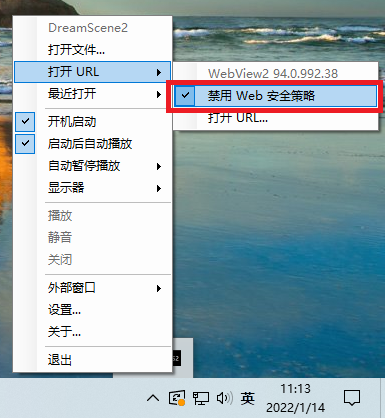 DreamScene2
打开文件...
打开 URL
最近打开
开机启动
启动后自动播放
自动暂停播放
显示器
播放
静音
关闭
外部窗口
设置...
关于...
退出
WebView2 94.0.992.38
禁用 Web 安全策略
打开 URL...
英
11:13
2022/1/14